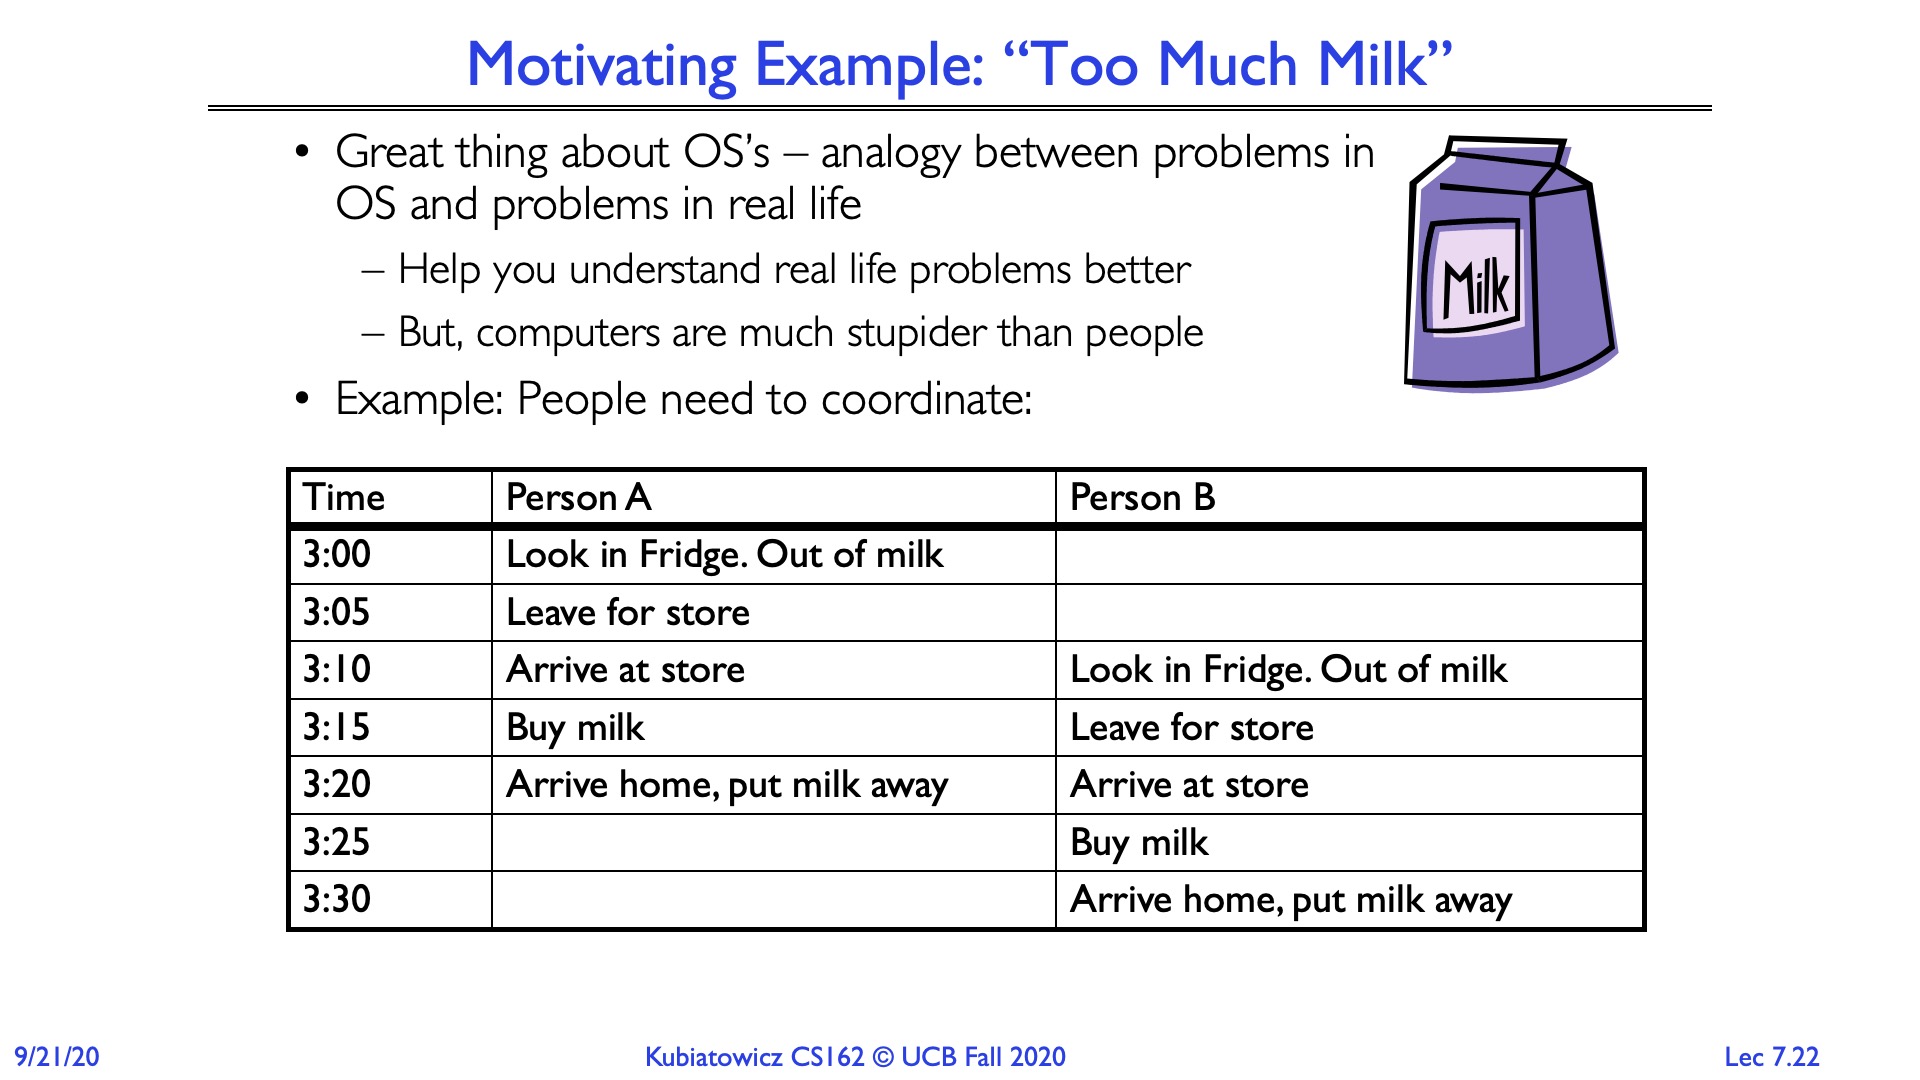 Motivating Example: “Too Much Milk”
• Great thing about OS’s – analogy between problems in
OS and problems in real life
– Help you understand real life problems better
– But, computers are much stupider than people
• Example: People need to coordinate:
Milk
Time Person A Person B
3:00 Look in Fridge. Out of milk
3:05 Leave for store
3:10 Arrive at store Look in Fridge. Out of milk
3:15 Buy milk Leave for store
3:20 Arrive home, put milk away Arrive at store
3:25 Buy milk
3:30 Arrive home, put milk away
9/21/20 Kubiatowicz CS162 © UCB Fall 2020 Lec 7.22